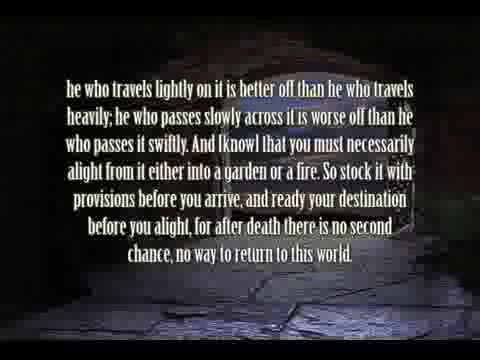 he who travels lightly on it is better off than he who travels
heavily; he who passes slowly across it is worse off than he
who passes it swiftly. And [know] that you must necessarily
alight from it either into a garden or a fire. So stock it with
provisions before you arrive, and ready your destination
before you alight, for after death there is no second
chance, no way to return to this world.